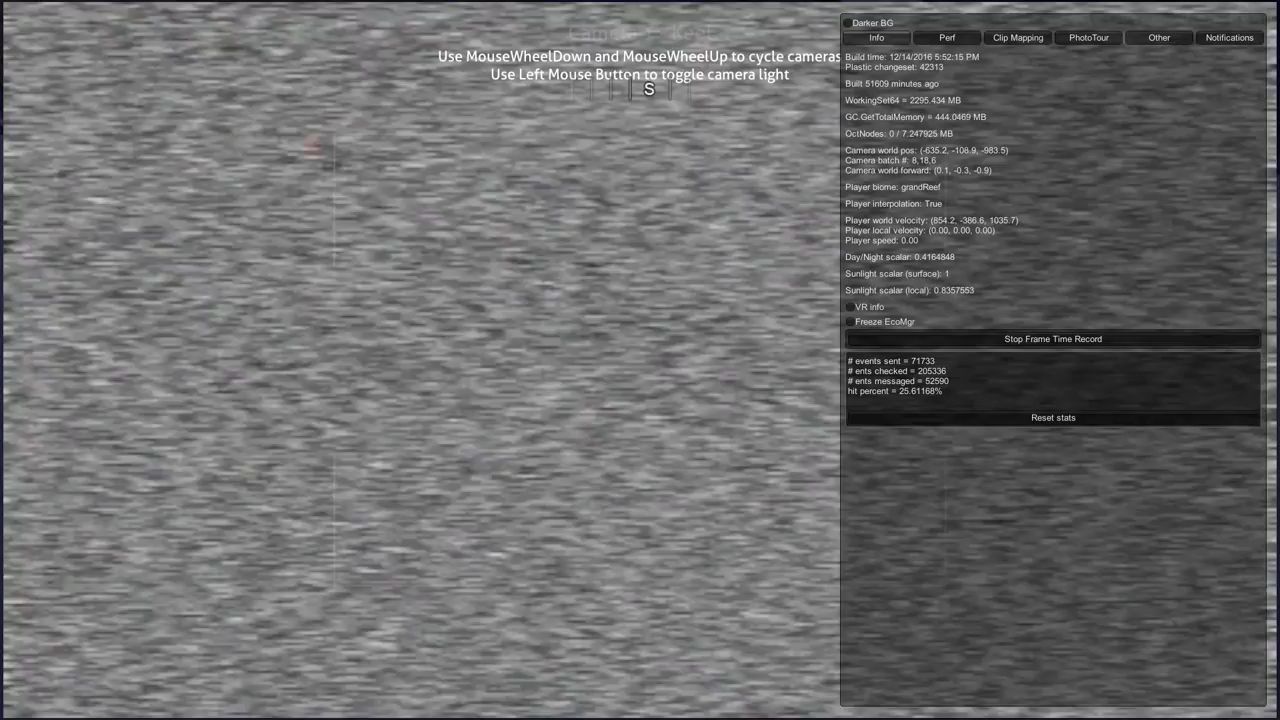 Use MouseWheelDown and MouseWheelUp to cycle cameras
Use Left Mouse Button to toggle camera light
S
Darker BG
Info Perf Clip Mapping PhotoTour Other Notifications
Build time: 12/14/2016 5:52:15 PM
Plastic changeset: 42313
Built 51609 minutes ago
WorkingSet64 = 2295.434 MB
GC.GetTotalMemory = 444.0469 MB
OctNodes: 0 / 7.247925 MB
Camera world pos: (-635.2, -108.9, -983.5)
Camera batch #: 8,18,6
Camera world forward: (0.1, -0.3, -0.9)
Player biome: grandReef
Player interpolation: True
Player world velocity: (854.2, -386.6, 1035.7)
Player local velocity: (0.00, 0.00, 0.00)
Player speed: 0.00
Day/Night scalar: 0.4164848
Sunlight scalar (surface): 1
Sunlight scalar (local): 0.8357553
VR info
Freeze EcoMgr
Stop Frame Time Record
# events sent = 71733
# ents checked = 205336
# ents messaged = 52590
hit percent = 25.61168%
Reset stats